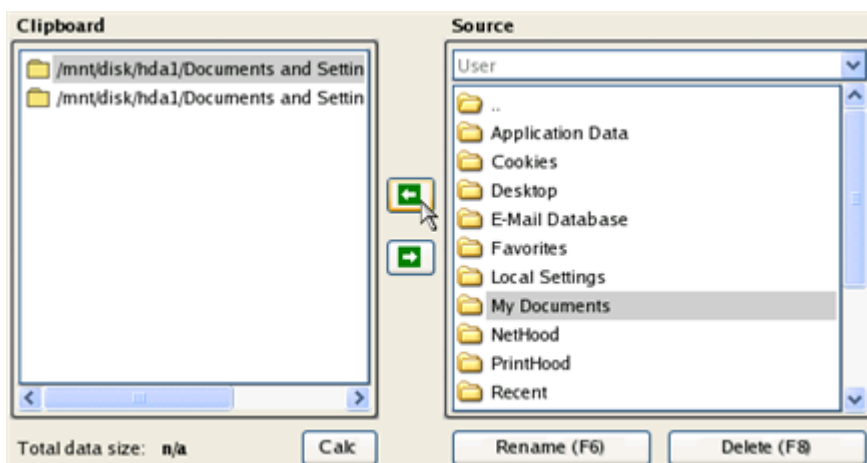 Clipboard
/mnt/disk/hda1/Documents and Settin
/mnt/disk/hda1/Documents and Settin
Total data size: n/a
Calc
Source
User
..
Application Data
Cookies
Desktop
E-Mail Database
Favorites
Local Settings
My Documents
NetHood
PrintHood
Recent
Rename (F6)
Delete (F8)